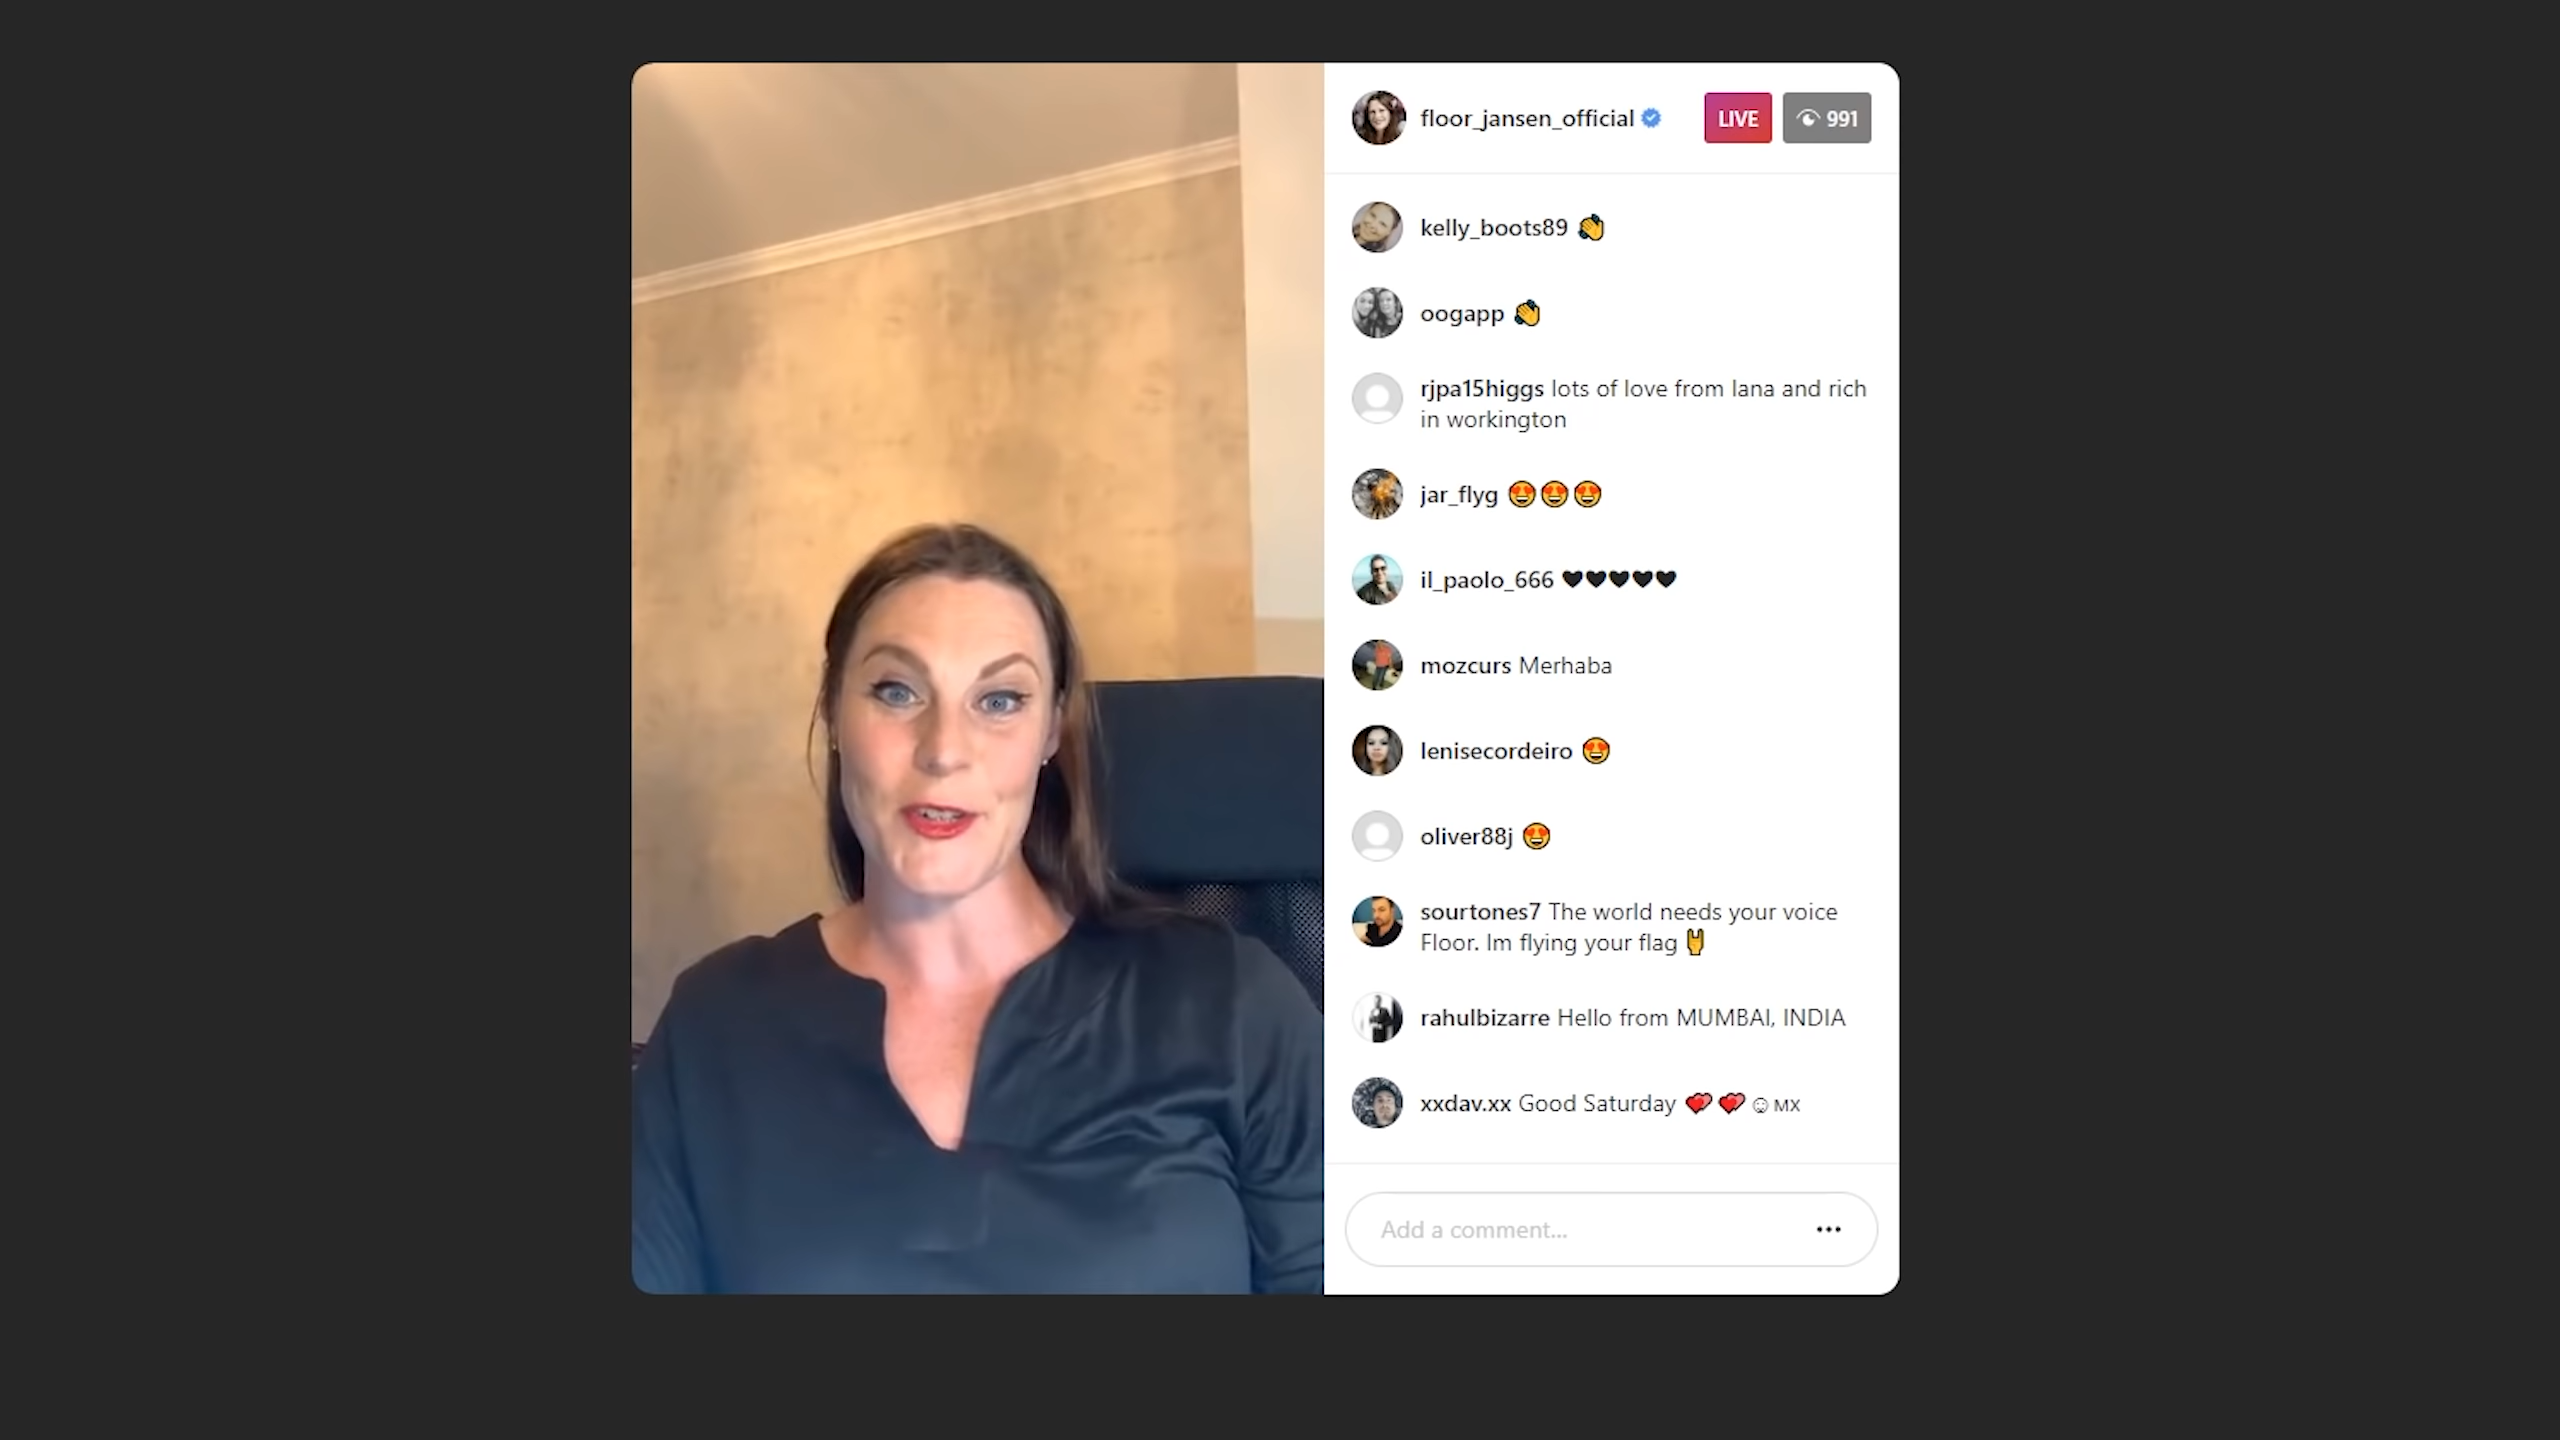 floor_jansen_official LIVE 991
kelly_boots89 👏
oogapp 👏
rjpa15higgs lots of love from lana and rich
in workington
jar_flyg 😍😍😍
il_paolo_666 🖤🖤🖤🖤🖤
mozcurs Merhaba
lenisecordeiro 😍
oliver88j 😍
sourtones7 The world needs your voice
Floor. Im flying your flag 🤘
rahulbizarre Hello from MUMBAI, INDIA
xxdav.xx Good Saturday 💕💕☺MX
Add a comment...